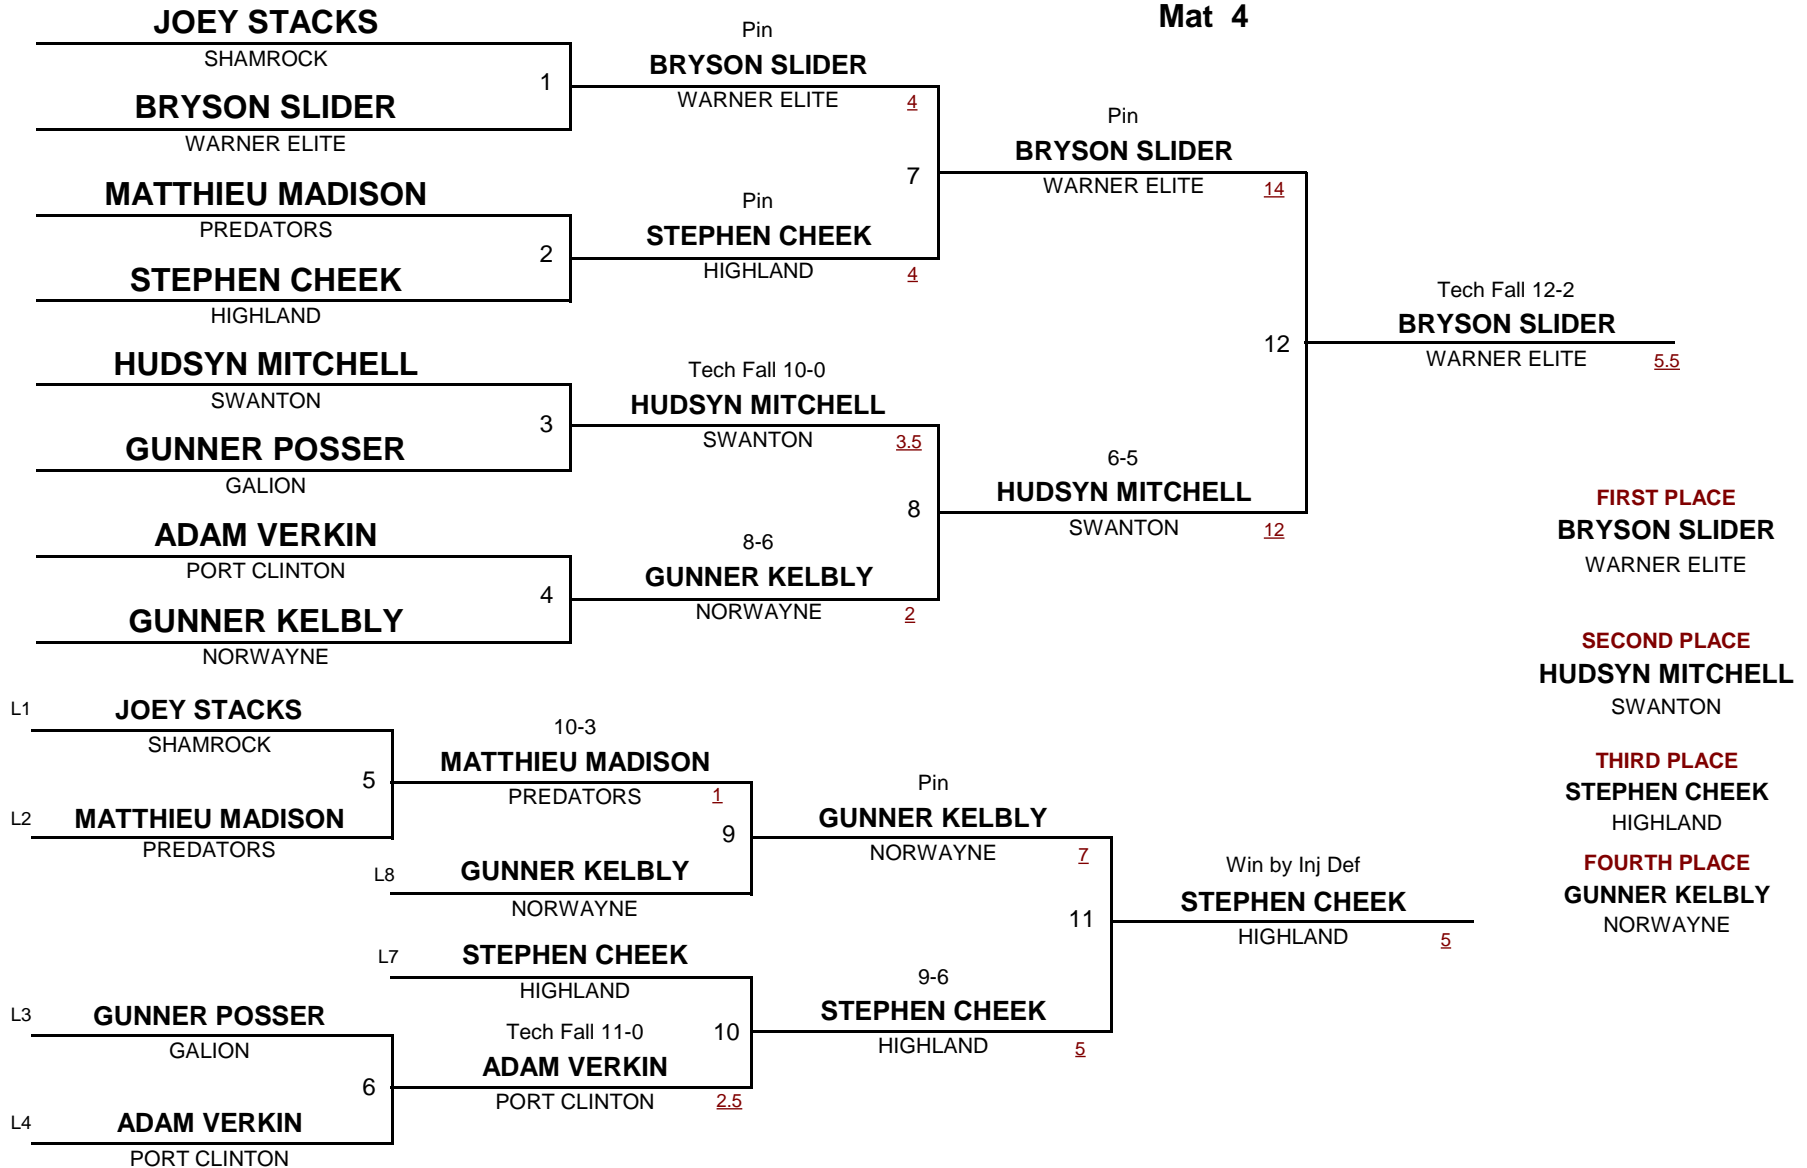 Mat 4
JOEY STACKS
SHAMROCK
1
BRYSON SLIDER
WARNER ELITE
MATTHIEU MADISON
PREDATORS
2
STEPHEN CHEEK
HIGHLAND
HUDSYN MITCHELL
SWANTON
3
GUNNER POSSER
GALION
ADAM VERKIN
PORT CLINTON
4
GUNNER KELBLY
NORWAYNE
Pin
BRYSON SLIDER
WARNER ELITE 4
7
Pin
STEPHEN CHEEK
HIGHLAND 4
Tech Fall 10-0
HUDSYN MITCHELL
SWANTON 3.5
8
8-6
GUNNER KELBLY
NORWAYNE 2
Pin
BRYSON SLIDER
WARNER ELITE 14
12
6-5
HUDSYN MITCHELL
SWANTON 12
Tech Fall 12-2
BRYSON SLIDER
WARNER ELITE 5.5
FIRST PLACE
BRYSON SLIDER
WARNER ELITE
SECOND PLACE
HUDSYN MITCHELL
SWANTON
THIRD PLACE
STEPHEN CHEEK
HIGHLAND
FOURTH PLACE
GUNNER KELBLY
NORWAYNE
L1 JOEY STACKS
SHAMROCK
5
L2 MATTHIEU MADISON
PREDATORS
L3 GUNNER POSSER
GALION
6
L4 ADAM VERKIN
PORT CLINTON
10-3
MATTHIEU MADISON
PREDATORS 1
9
L8 GUNNER KELBLY
NORWAYNE
L7 STEPHEN CHEEK
HIGHLAND
Tech Fall 11-0 10
ADAM VERKIN
PORT CLINTON 2.5
Pin
GUNNER KELBLY
NORWAYNE 7
11
9-6
STEPHEN CHEEK
HIGHLAND 5
Win by Inj Def
STEPHEN CHEEK
HIGHLAND 5